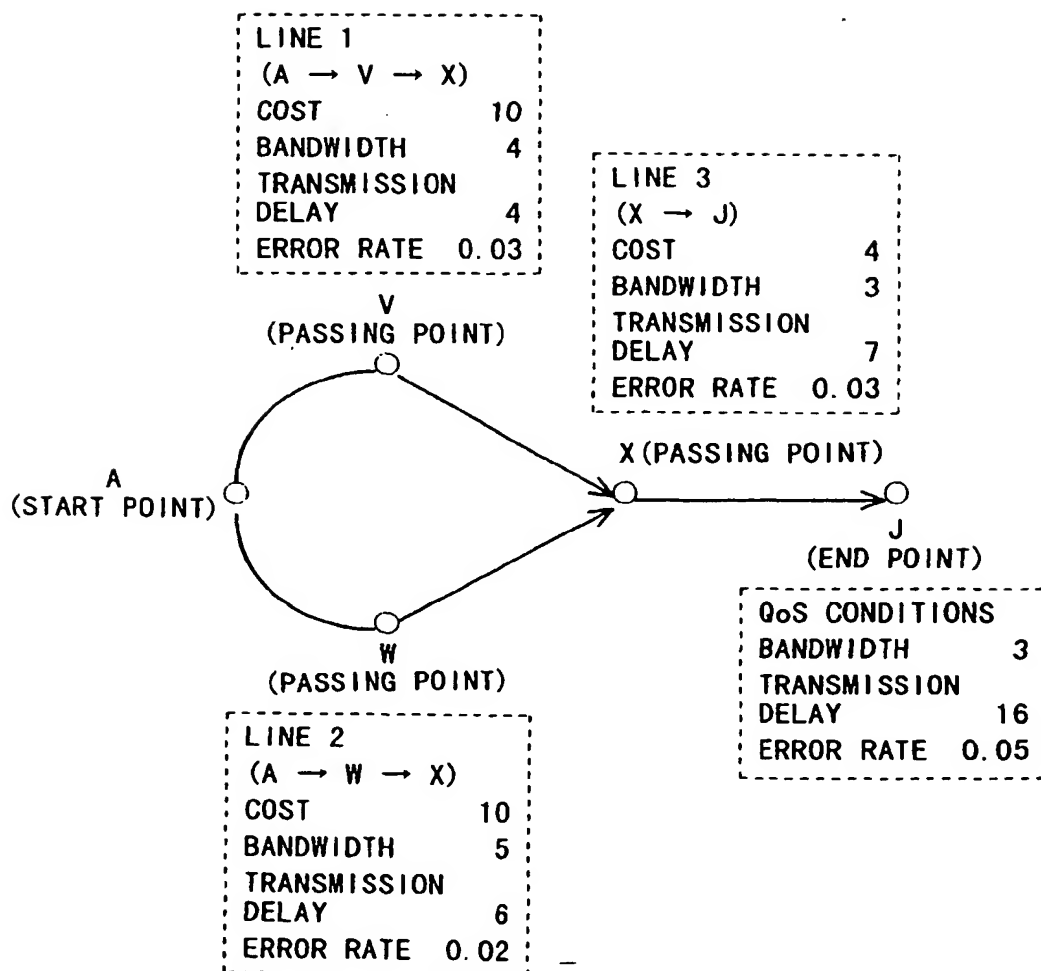 LINE 1
(A → V → X)
COST 10
BANDWIDTH 4
TRANSMISSION
DELAY 4
ERROR RATE 0.03
LINE 3
(X → J)
COST 4
BANDWIDTH 3
TRANSMISSION
DELAY 7
ERROR RATE 0.03
V
(PASSING POINT)
A
(START POINT)
X (PASSING POINT)
J
(END POINT)
W
(PASSING POINT)
QoS CONDITIONS
BANDWIDTH 3
TRANSMISSION
DELAY 16
ERROR RATE 0.05
LINE 2
(A → W → X)
COST 10
BANDWIDTH 5
TRANSMISSION
DELAY 6
ERROR RATE 0.02